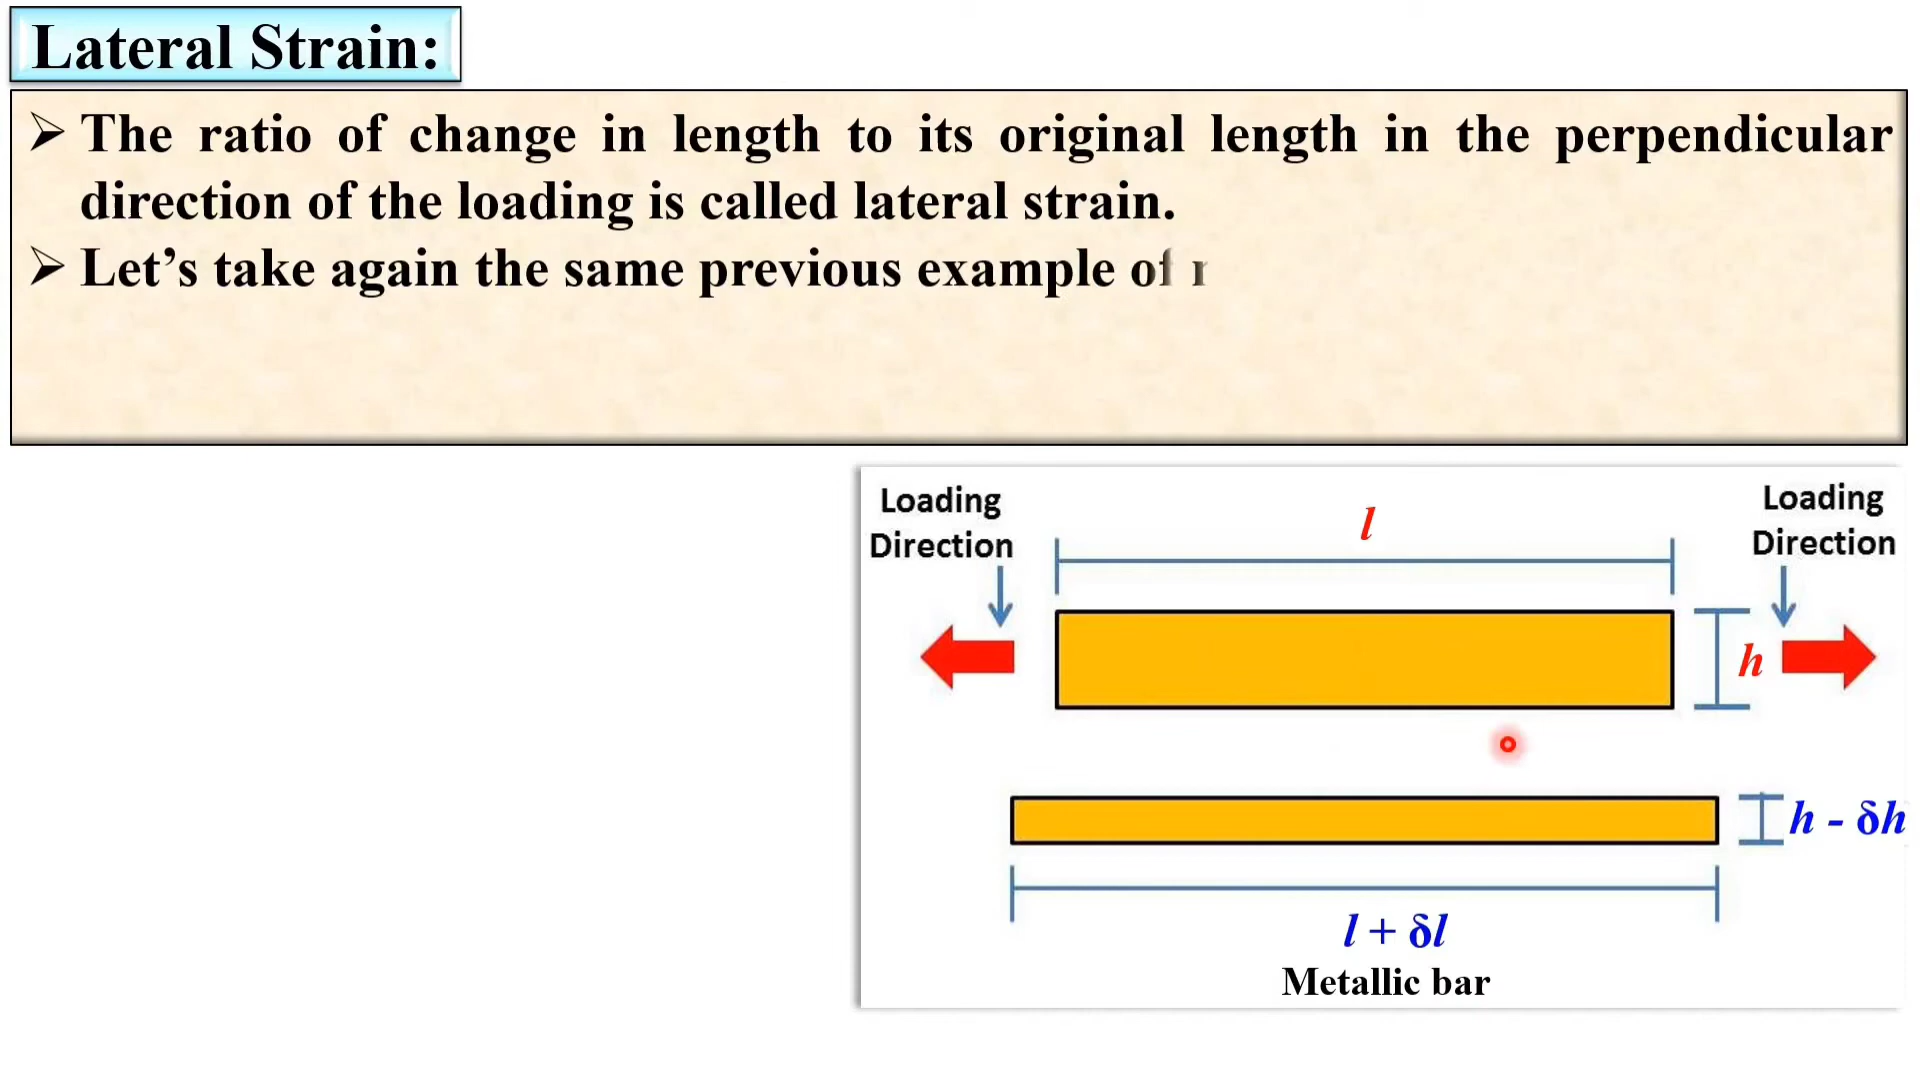 Lateral Strain:
➢ The ratio of change in length to its original length in the perpendicular
direction of the loading is called lateral strain.
➢ Let’s take again the same previous example of
Loading
Direction
l
Loading
Direction
h
h - δh
l + δl
Metallic bar